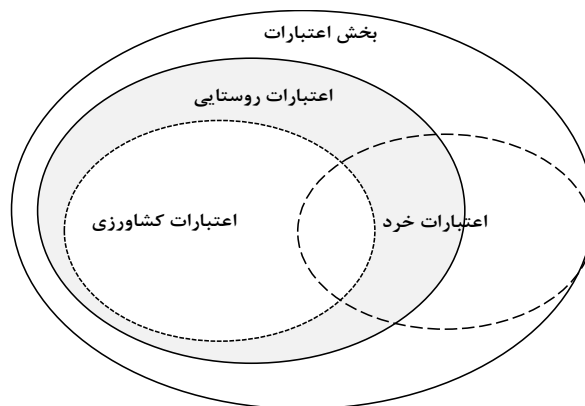 بخش اعتبارات
اعتبارات روستایی
اعتبارات خرد
اعتبارات کشاورزی